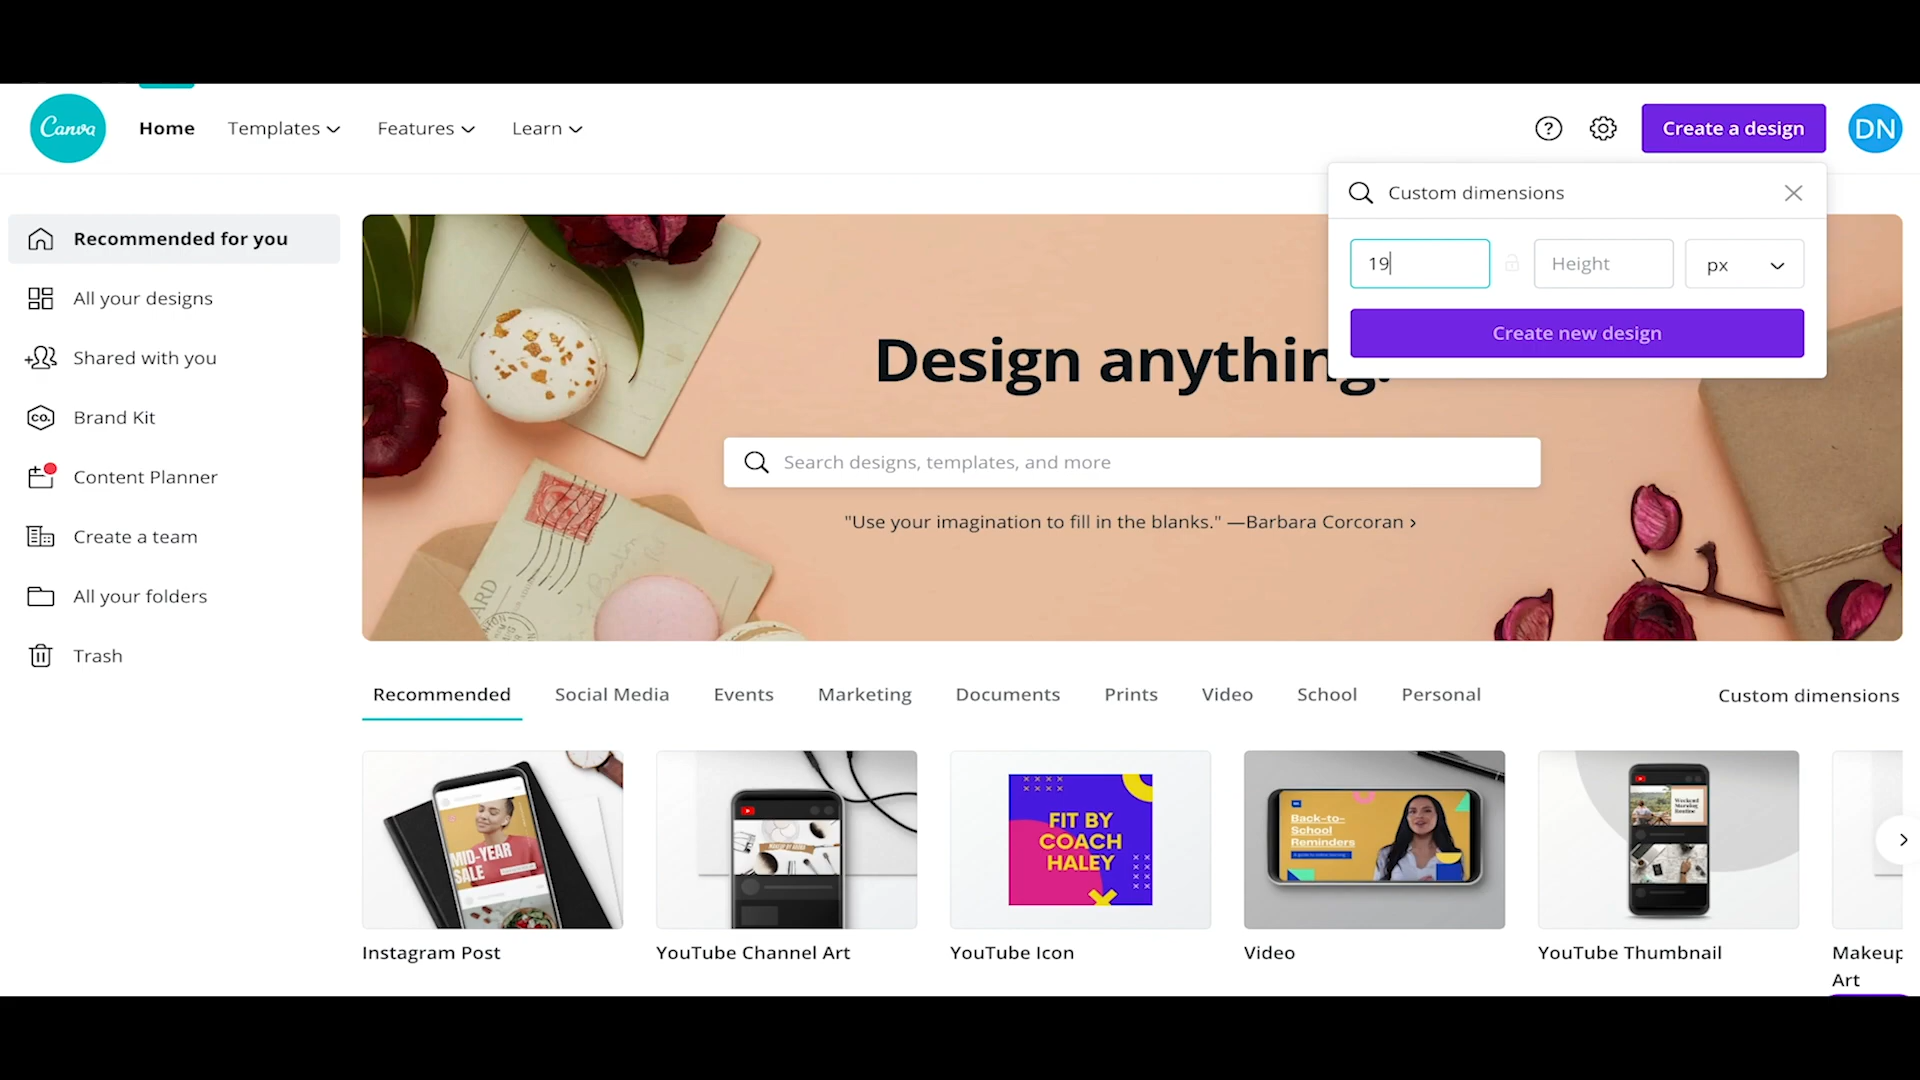 Canva
Home
Templates
Features
Learn
Create a design
DN
Custom dimensions
19
Height
px
Create new design
Recommended for you
All your designs
Shared with you
Brand Kit
CO.
Content Planner
Create a team
All your folders
Trash
Design anything.
Search designs, templates, and more
"Use your imagination to fill in the blanks." —Barbara Corcoran ›
Recommended
Social Media
Events
Marketing
Documents
Prints
Video
School
Personal
Custom dimensions
MID-YEAR
SALE
FIT BY
COACH
HALEY
Back-to-
School
Reminders
Weekend
Morning
Routine
Instagram Post
YouTube Channel Art
YouTube Icon
Video
YouTube Thumbnail
Makeup
Art